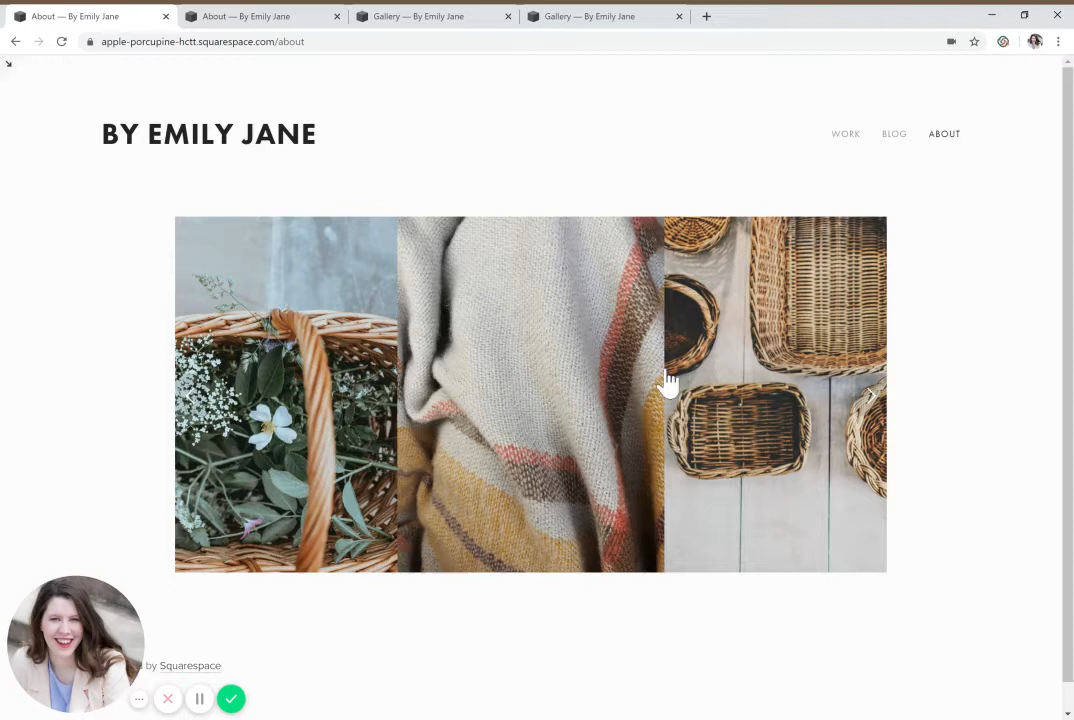 About — By Emily Jane
About — By Emily Jane
Gallery — By Emily Jane
Gallery — By Emily Jane
apple-porcupine-hctt.squarespace.com/about
BY EMILY JANE
WORK
BLOG
ABOUT
by Squarespace